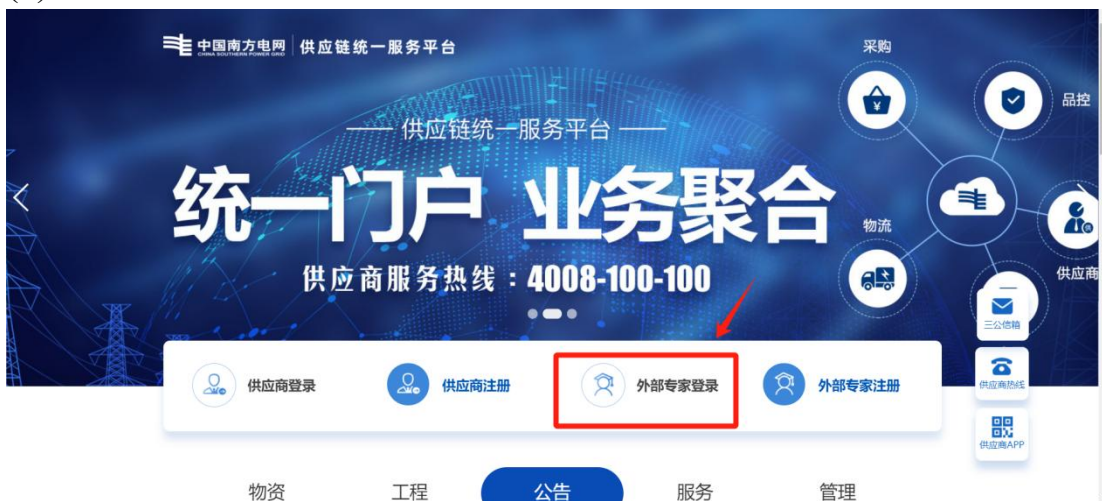 中国南方电网
CHINA SOUTHERN POWER GRID
供应链统一服务平台
采购
品控
供应链统一服务平台
统一门户 业务聚合
物流
供应商服务热线：4008-100-100
供应商
三公信箱
供应商登录
供应商注册
外部专家登录
外部专家注册
供应商热线
供应商APP
物资
工程
公告
服务
管理